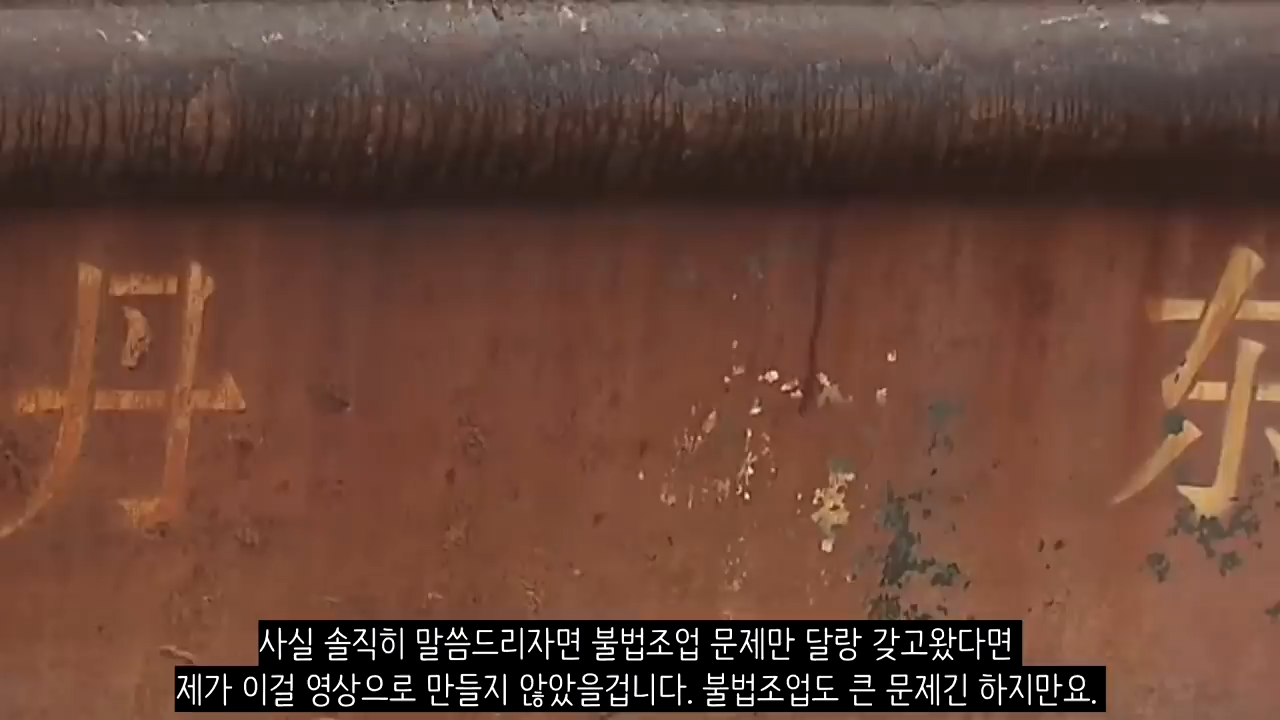 丹 东
사실 솔직히 말씀드리자면 불법조업 문제만 달랑 갖고왔다면
제가 이걸 영상으로 만들지 않았을겁니다. 불법조업도 큰 문제긴 하지만요.